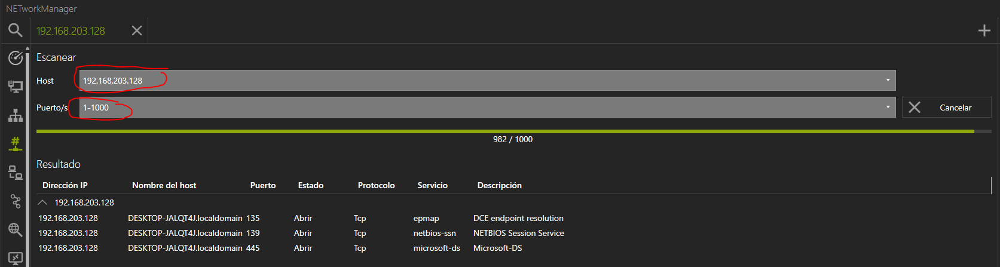 NETworkManager
192.168.203.128
Escanear
Host 192.168.203.128
Puerto/s 1-1000 Cancelar
982 / 1000
Resultado
Dirección IP Nombre del host Puerto Estado Protocolo Servicio Descripción
192.168.203.128
192.168.203.128 DESKTOP-JALQT4J.localdomain 135 Abrir Tcp epmap DCE endpoint resolution
192.168.203.128 DESKTOP-JALQT4J.localdomain 139 Abrir Tcp netbios-ssn NETBIOS Session Service
192.168.203.128 DESKTOP-JALQT4J.localdomain 445 Abrir Tcp microsoft-ds Microsoft-DS